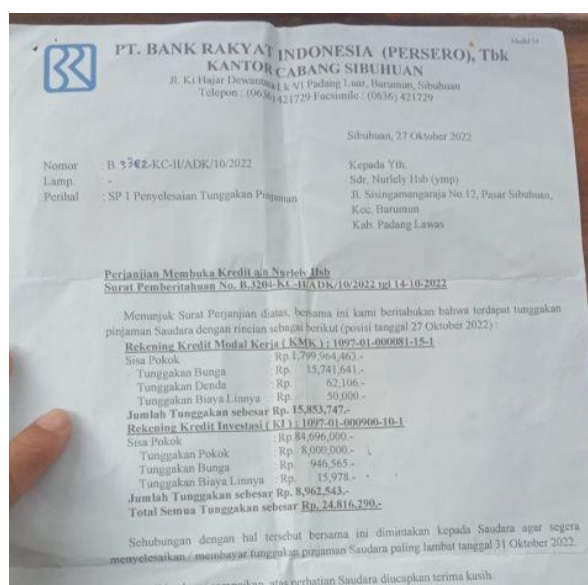 Model 54
BRI
PT. BANK RAKYAT INDONESIA (PERSERO), Tbk
KANTOR CABANG SIBUHUAN
Jl. Ki Hajar Dewantara Lk VI Padang Luar, Barumun, Sibuhuan
Telepon : (0636) 421729 Facsimile : (0636) 421729
Sibuhuan, 27 Oktober 2022
Nomor : B. 3382-KC-II/ADK/10/2022
Kepada Yth.
Lamp. : -
Sdr. Nurlely Hsb (ymp)
Perihal : SP 1 Penyelesaian Tunggakan Pinjaman
Jl. Sisingamangaraja No.12, Pasar Sibuhuan,
Kec. Barumun
Kab. Padang Lawas
Perjanjian Membuka Kredit a/n Nurlely Hsb
Surat Pemberitahuan No. B.3204-KC-II/ADK/10/2022 tgl 14-10-2022
Menunjuk Surat Perjanjian diatas, bersama ini kami beritahukan bahwa terdapat tunggakan
pinjaman Saudara dengan rincian sebagai berikut (posisi tanggal 27 Oktober 2022) :
Rekening Kredit Modal Kerja ( KMK ) : 1097-01-000081-15-1
Sisa Pokok : Rp.1,799,964,463.-
Tunggakan Bunga : Rp. 15,741,641.-
Tunggakan Denda : Rp. 62,106.-
Tunggakan Biaya Linnya : Rp. 50,000.-
Jumlah Tunggakan sebesar Rp. 15,853,747.-
Rekening Kredit Investasi ( KI ) : 1097-01-000900-10-1
Sisa Pokok : Rp.84,696,000.-
Tunggakan Pokok : Rp. 8,000,000.-
Tunggakan Bunga : Rp. 946,565.-
Tunggakan Biaya Linnya : Rp. 15,978.-
Jumlah Tunggakan sebesar Rp. 8,962,543.-
Total Semua Tunggakan sebesar Rp. 24,816,290.-
Sehubungan dengan hal tersebut bersama ini dimintakan kepada Saudara agar segera
menyelesaikan / membayar tunggakan pinjaman Saudara paling lambat tanggal 31 Oktober 2022.
atas perhatian Saudara diucapkan terima kasih.